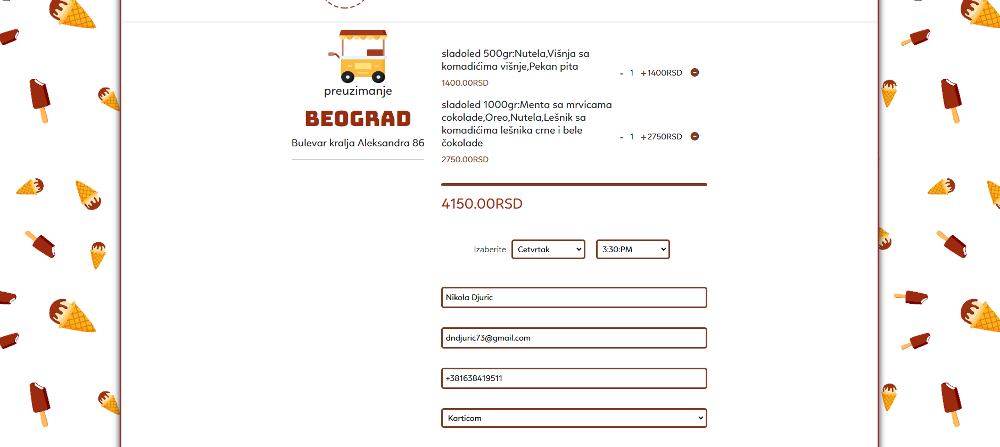 preuzimanje
BEOGRAD
Bulevar kralja Aleksandra 86
sladoled 500gr:Nutela,Višnja sa
komadićima višnje,Pekan pita
1400.00RSD
- 1 +1400RSD
sladoled 1000gr:Menta sa mrvicama
cokolade,Oreo,Nutela,Lešnik sa
komadićima lešnika crne i bele
čokolade
2750.00RSD
- 1 +2750RSD
4150.00RSD
Izaberite Cetvrtak 3:30:PM
Nikola Djuric
dndjuric73@gmail.com
+381638419511
Karticom